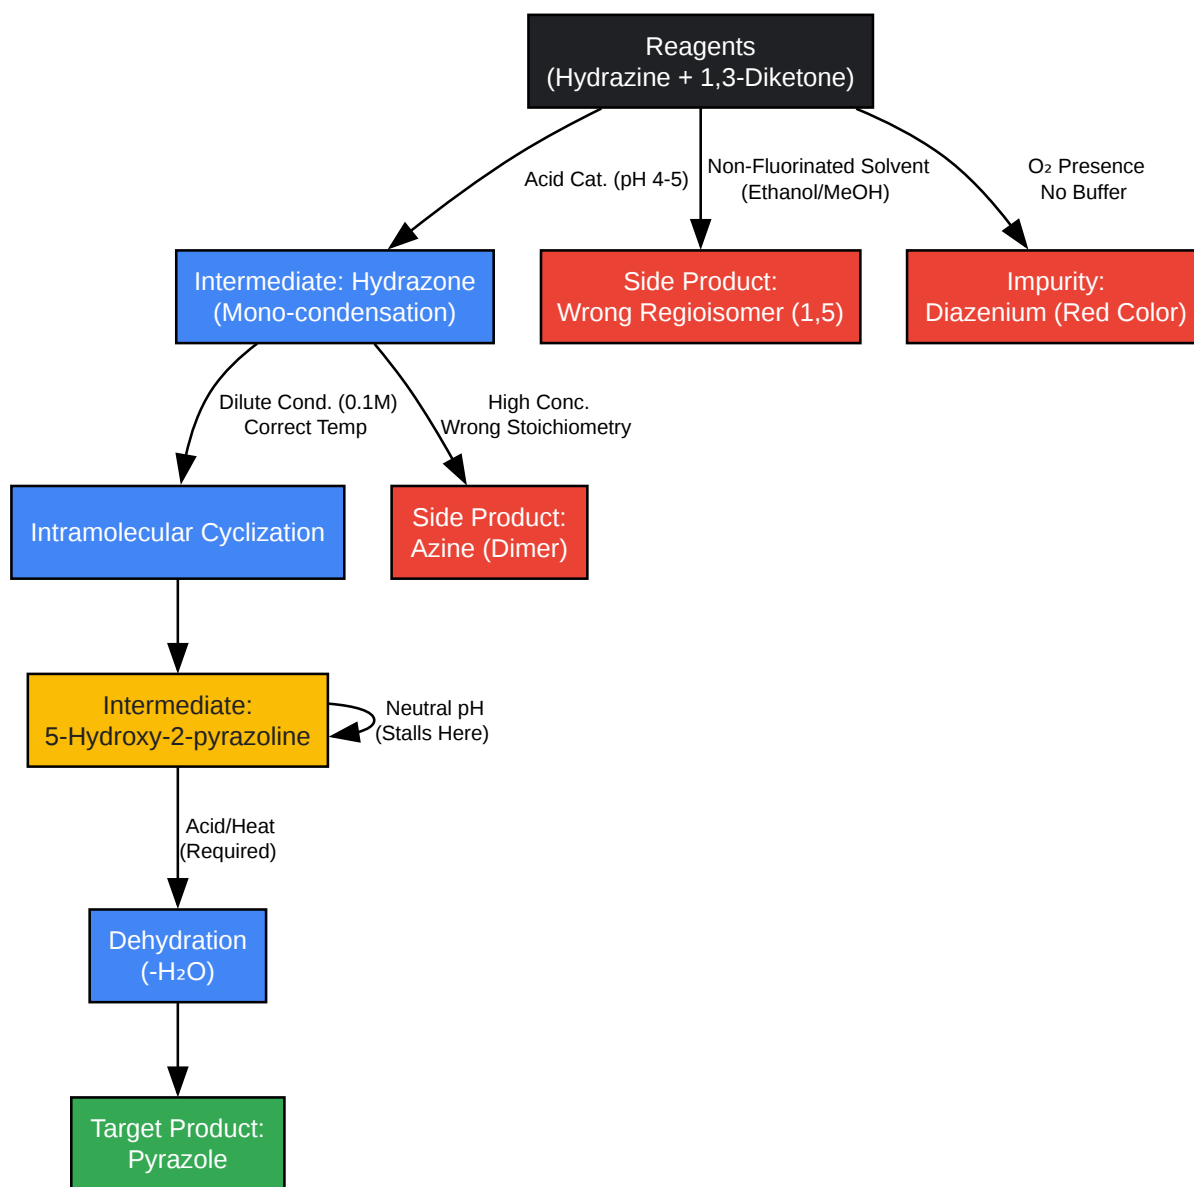 Reagents
(Hydrazine + 1,3-Diketone)
Acid Cat. (pH 4-5)
Non-Fluorinated Solvent
(Ethanol/MeOH)
O₂ Presence
No Buffer
Intermediate: Hydrazone
(Mono-condensation)
Side Product:
Wrong Regioisomer (1,5)
Impurity:
Diazenium (Red Color)
Dilute Cond. (0.1M)
Correct Temp
High Conc.
Wrong Stoichiometry
Intramolecular Cyclization
Side Product:
Azine (Dimer)
Intermediate:
5-Hydroxy-2-pyrazoline
Neutral pH
(Stalls Here)
Acid/Heat
(Required)
Dehydration
(-H₂O)
Target Product:
Pyrazole